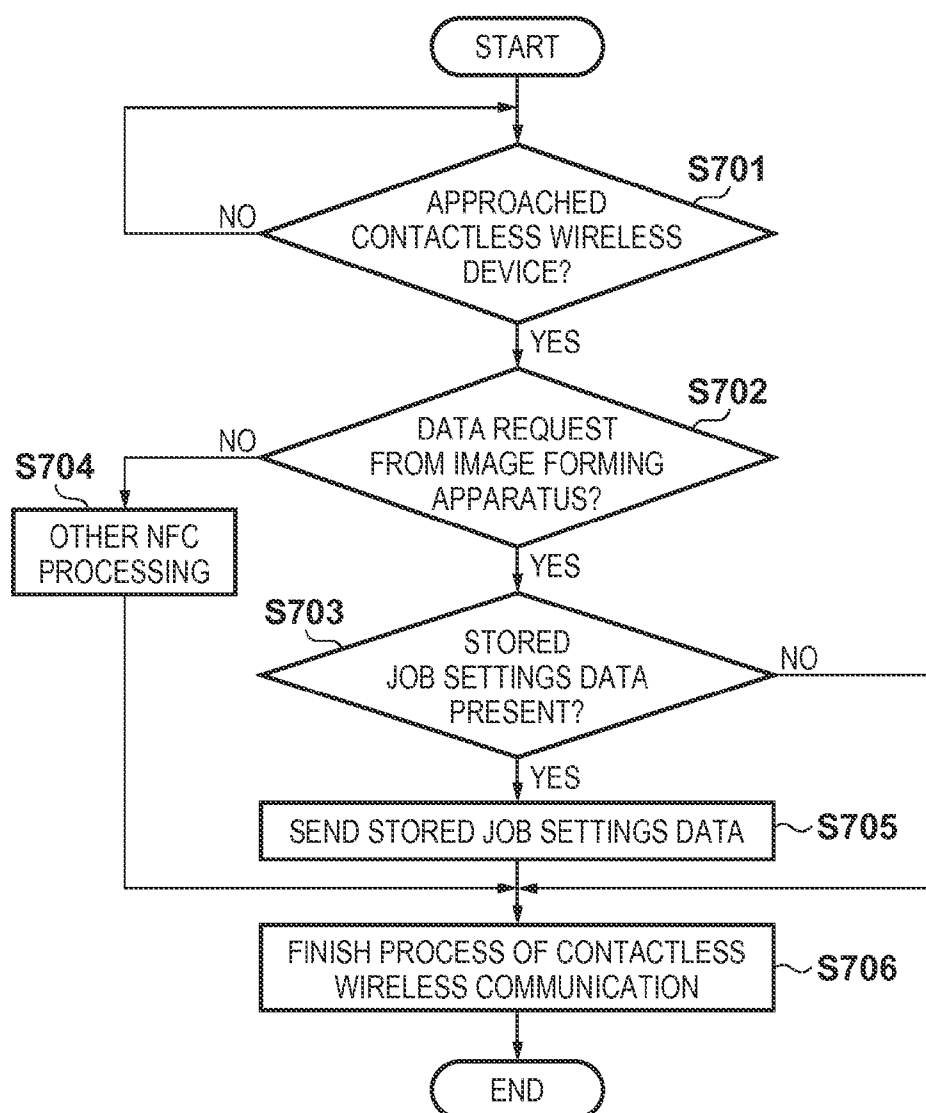 START
S701
APPROACHED
CONTACTLESS WIRELESS
DEVICE?
NO
YES
S702
DATA REQUEST
FROM IMAGE FORMING
APPARATUS?
NO
S704
OTHER NFC
PROCESSING
YES
S703
STORED
JOB SETTINGS DATA
PRESENT?
NO
YES
SEND STORED JOB SETTINGS DATA
S705
FINISH PROCESS OF CONTACTLESS
WIRELESS COMMUNICATION
S706
END